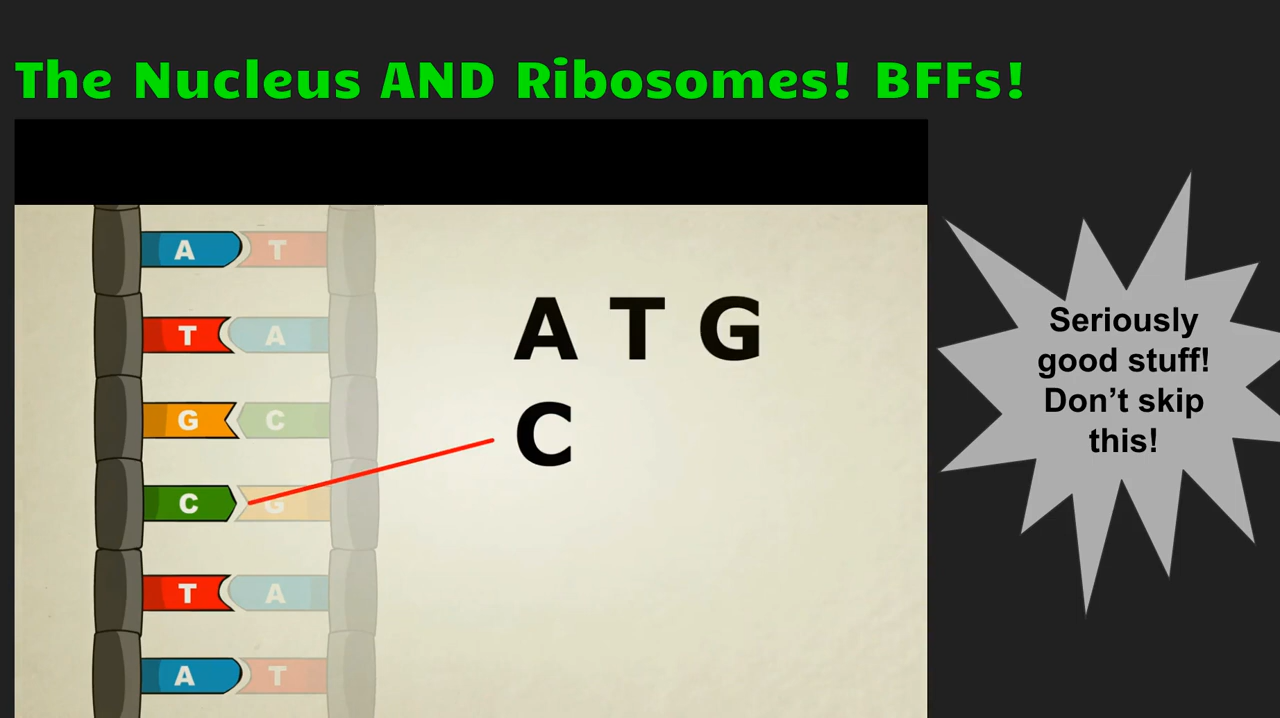 The Nucleus AND Ribosomes! BFFs!
A T
T A
G C
C G
T A
A T
A T G
C
Seriously
good stuff!
Don't skip
this!